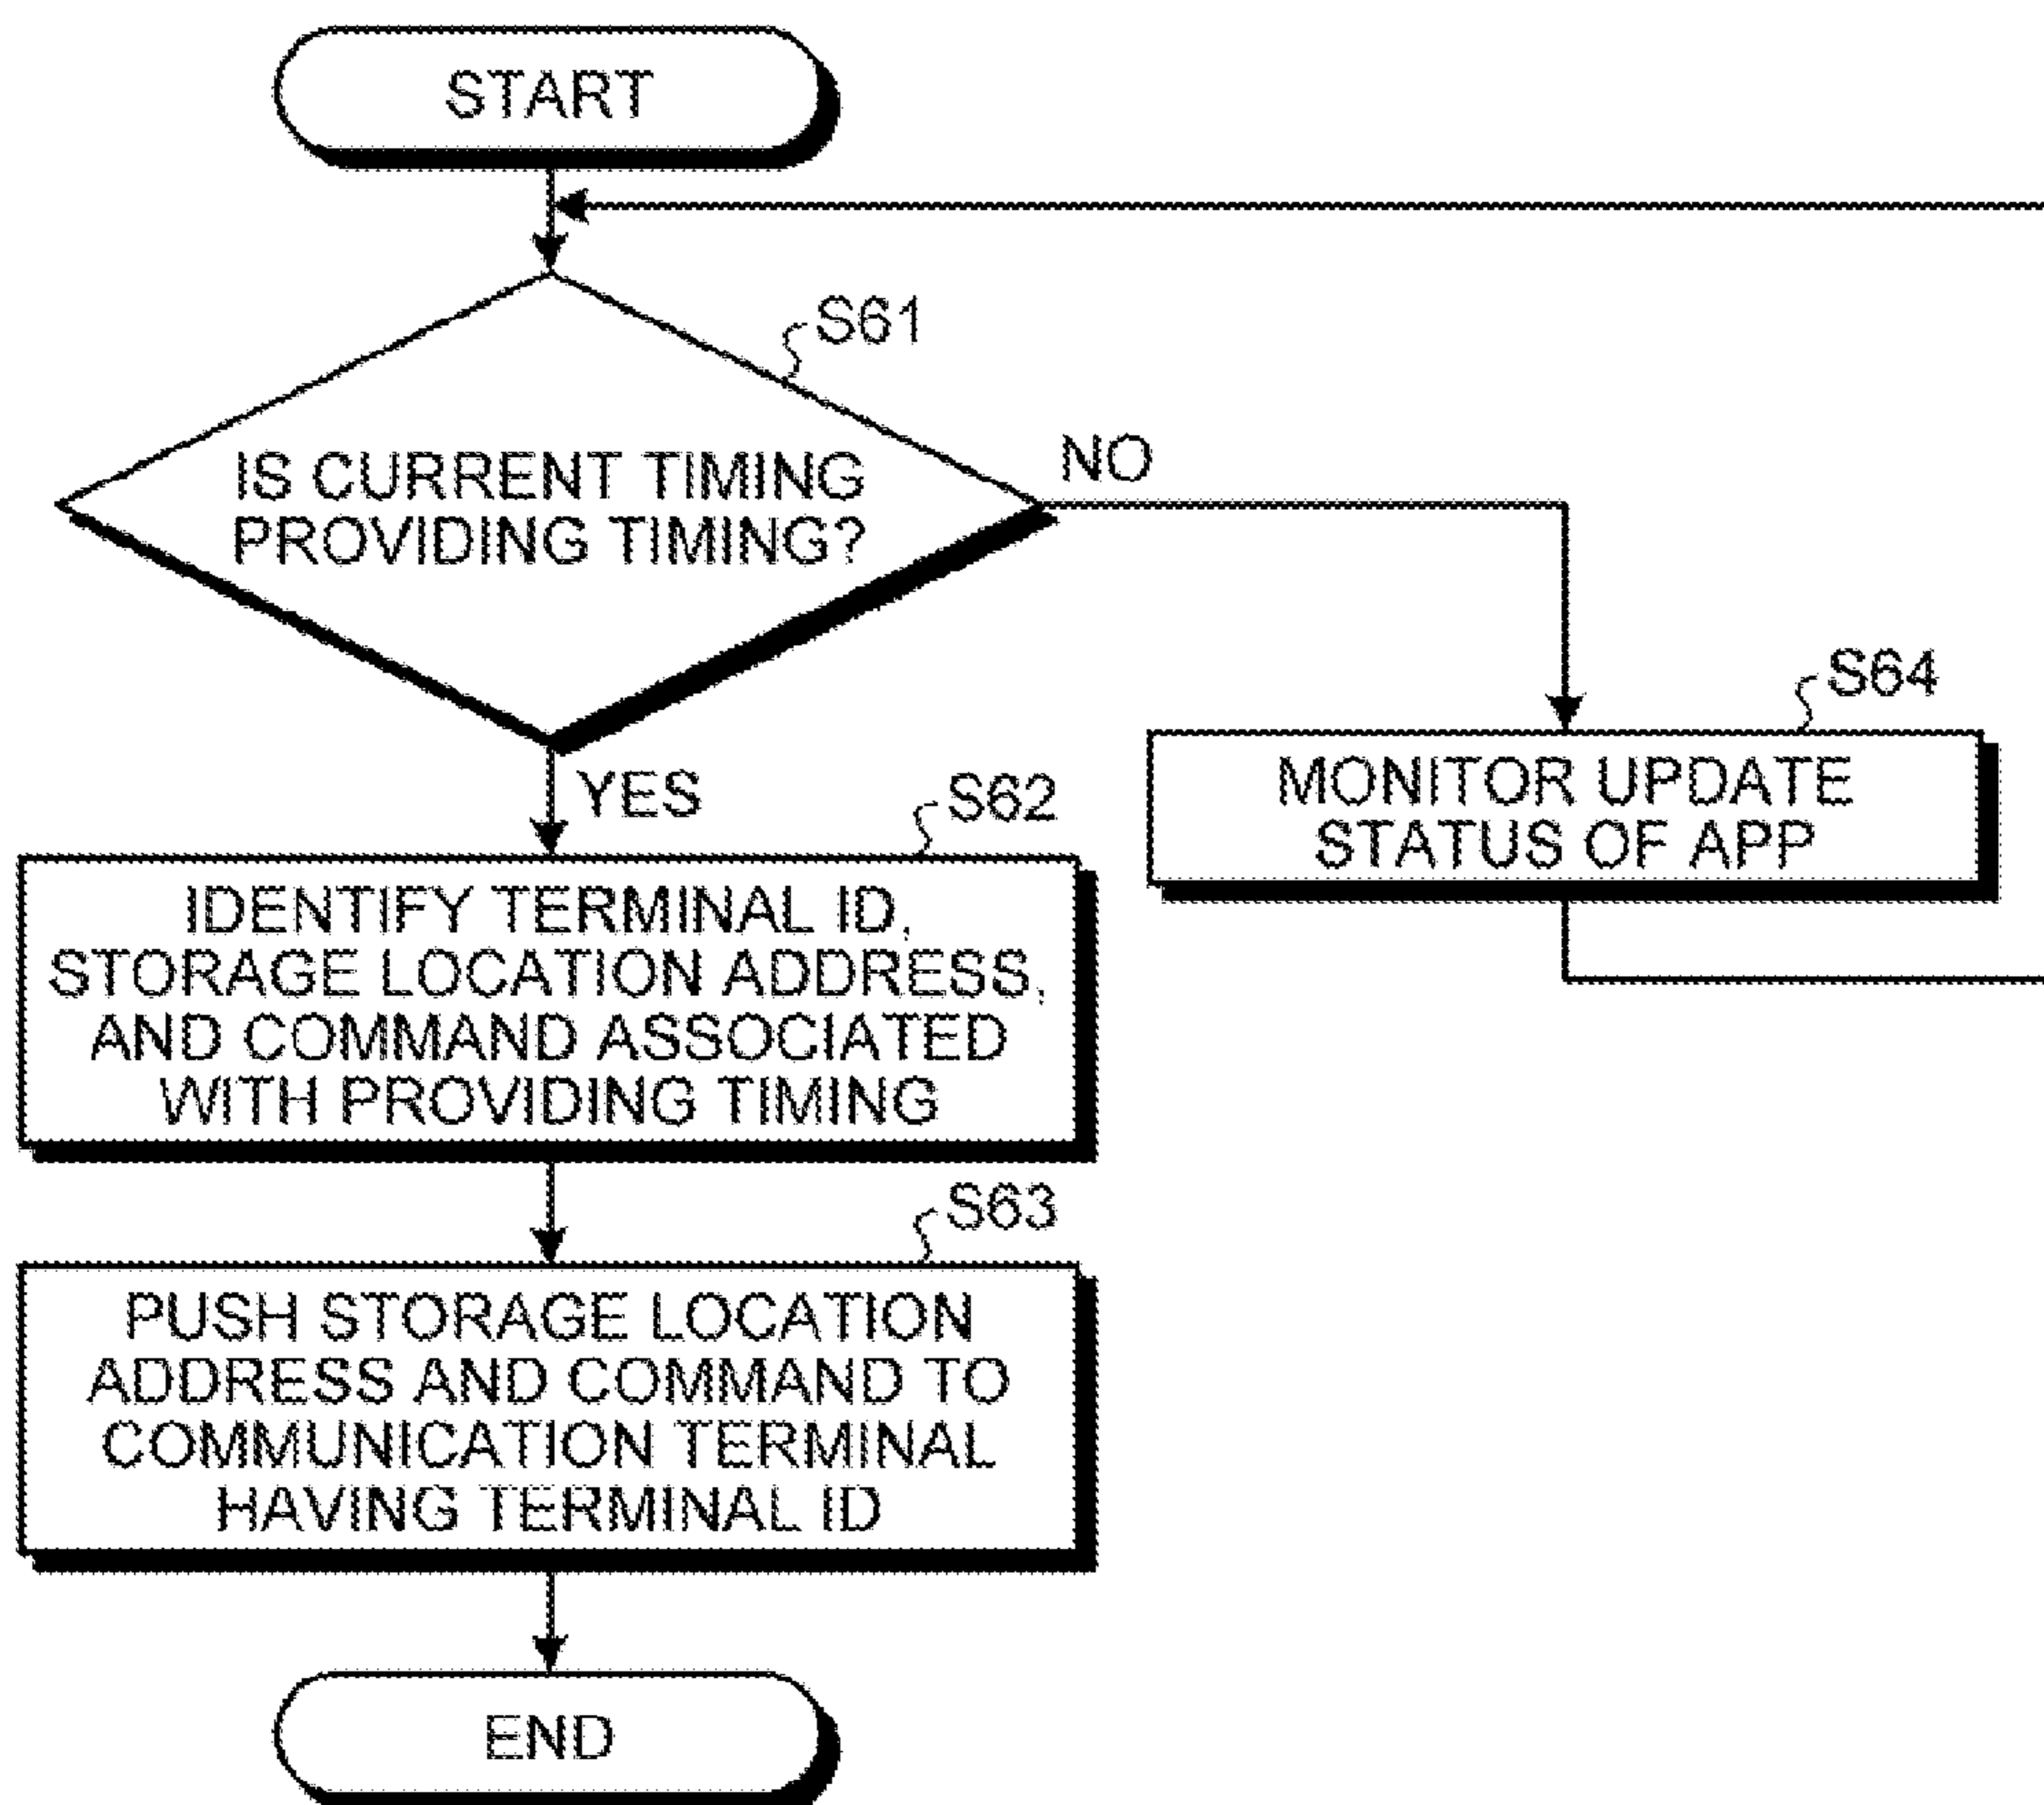 START
S61
IS CURRENT TIMING
PROVIDING TIMING?
NO
YES
S64
MONITOR UPDATE
STATUS OF APP
S62
IDENTIFY TERMINAL ID,
STORAGE LOCATION ADDRESS,
AND COMMAND ASSOCIATED
WITH PROVIDING TIMING
S63
PUSH STORAGE LOCATION
ADDRESS AND COMMAND TO
COMMUNICATION TERMINAL
HAVING TERMINAL ID
END